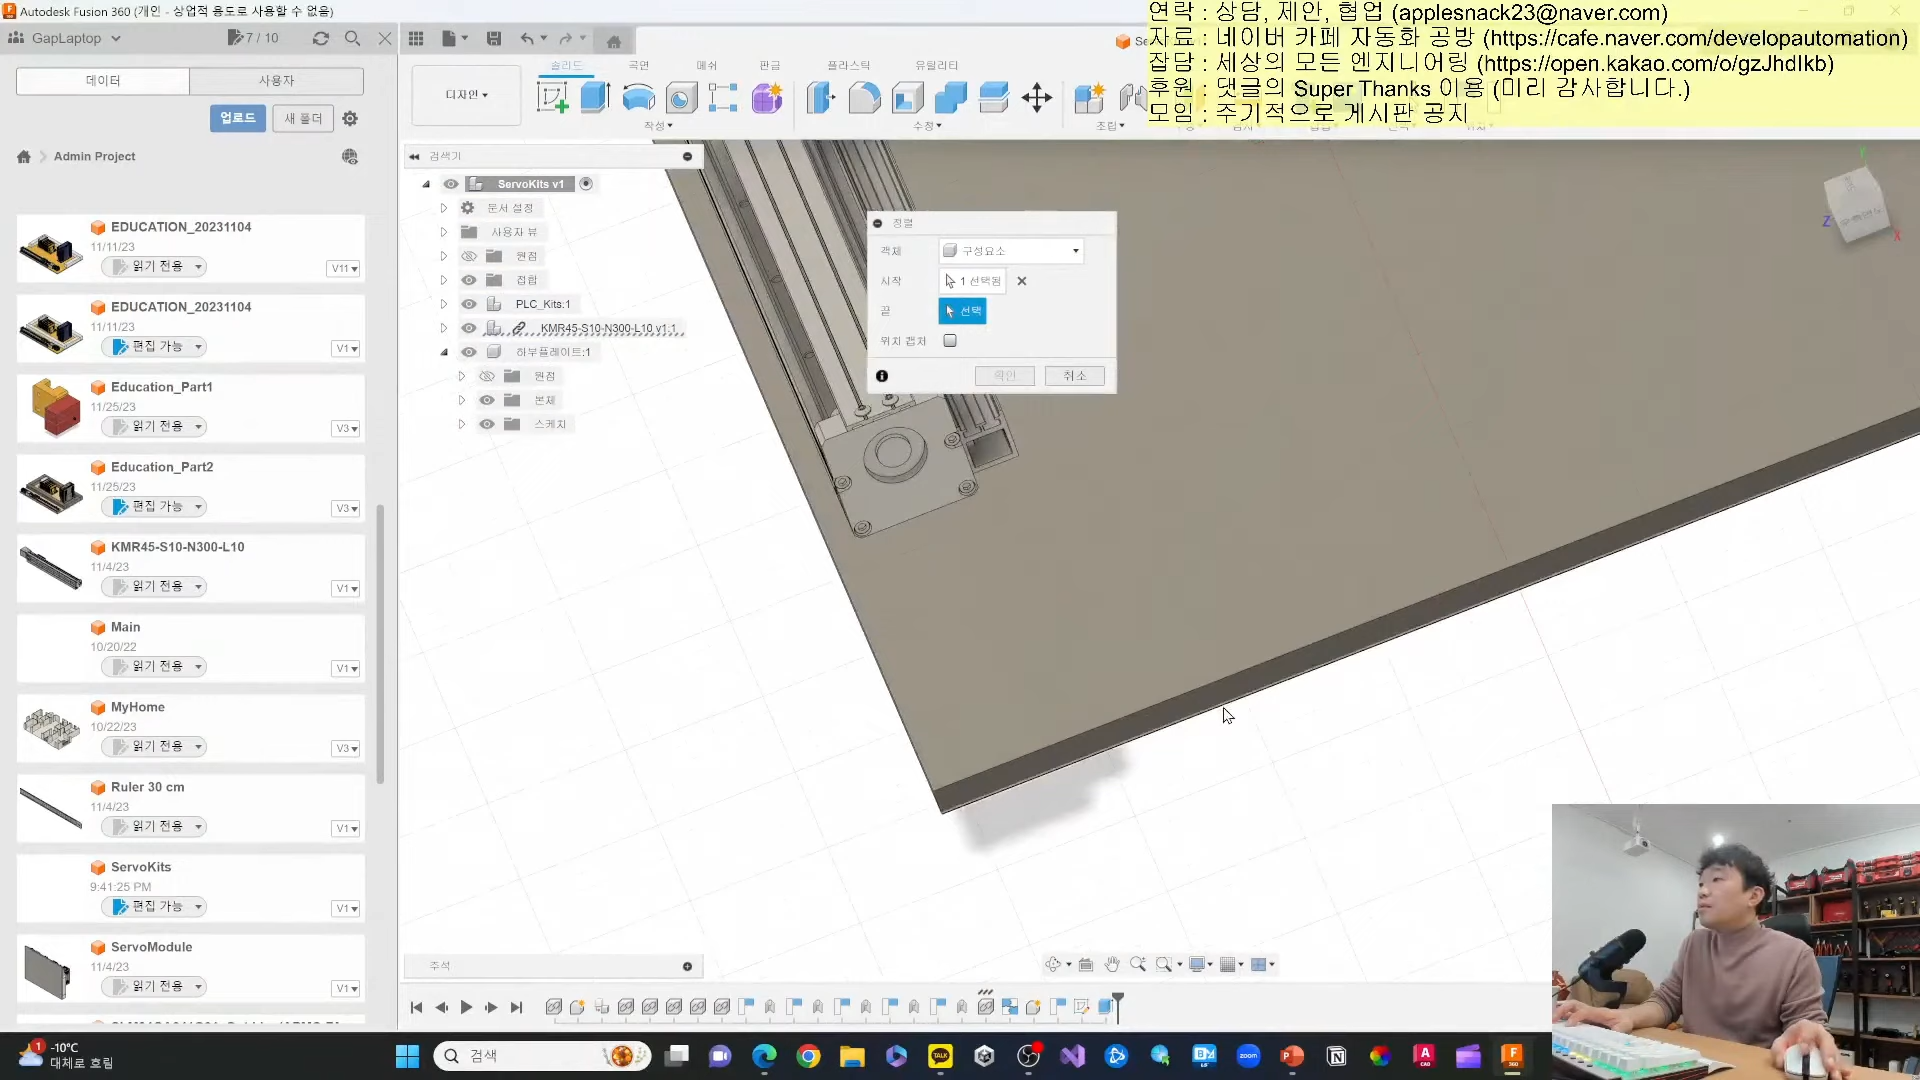 Autodesk Fusion 360 (개인 - 상업적 용도로 사용할 수 없음)
연락 : 상담, 제안, 협업 (applesnack23@naver.com)
자료 : 네이버 카페 자동화 공방 (https://cafe.naver.com/developautomation)
잡담 : 세상의 모든 엔지니어링 (https://open.kakao.com/o/gzJhdIkb)
후원 : 댓글의 Super Thanks 이용 (미리 감사합니다.)
모임 : 주기적으로 게시판 공지
GapLaptop
7 / 10
데이터
사용자
업로드
새 폴더
Admin Project
솔리드
곡면
메쉬
판금
플라스틱
유틸리티
디자인
작성
수정
조립
검색기
ServoKits v1
문서 설정
사용자 뷰
원점
접합
PLC_Kits:1
KMR45-S10-N300-L10 v1:1
하부플레이트:1
원점
본체
스케치
정렬
객체
구성요소
시작
1 선택됨
끝
선택
위치 캡처
확인
취소
EDUCATION_20231104
11/11/23
읽기 전용
V11
EDUCATION_20231104
11/11/23
편집 가능
V1
Education_Part1
11/25/23
읽기 전용
V3
Education_Part2
11/25/23
편집 가능
V3
KMR45-S10-N300-L10
11/4/23
읽기 전용
V1
Main
10/20/22
읽기 전용
V1
MyHome
10/22/23
읽기 전용
V3
Ruler 30 cm
11/4/23
읽기 전용
V1
ServoKits
9:41:25 PM
편집 가능
V1
ServoModule
11/4/23
읽기 전용
V1
Y
Z
X
주석
1
-10°C
대체로 흐림
검색
TALK
zoom